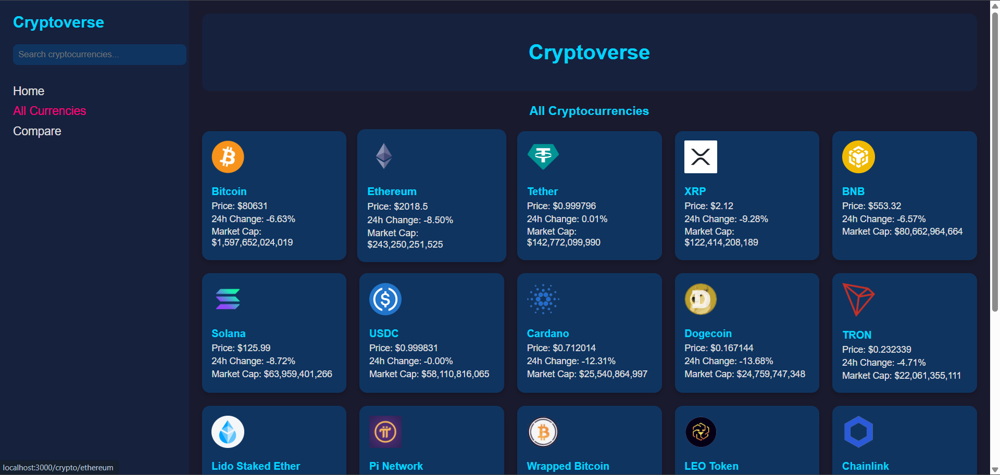 Cryptoverse
Search cryptocurrencies...
Home
All Currencies
Compare
Cryptoverse
All Cryptocurrencies
Bitcoin
Price: $80631
24h Change: -6.63%
Market Cap:
$1,597,652,024,019
Ethereum
Price: $2018.5
24h Change: -8.50%
Market Cap:
$243,250,251,525
Tether
Price: $0.999796
24h Change: 0.01%
Market Cap:
$142,772,099,990
XRP
Price: $2.12
24h Change: -9.28%
Market Cap:
$122,414,208,189
BNB
Price: $553.32
24h Change: -6.57%
Market Cap: $80,662,964,664
Solana
Price: $125.99
24h Change: -8.72%
Market Cap: $63,959,401,266
USDC
Price: $0.999831
24h Change: -0.00%
Market Cap: $58,110,816,065
Cardano
Price: $0.712014
24h Change: -12.31%
Market Cap: $25,540,864,997
Dogecoin
Price: $0.167144
24h Change: -13.68%
Market Cap: $24,759,747,348
TRON
Price: $0.232339
24h Change: -4.71%
Market Cap: $22,061,355,111
Lido Staked Ether
Pi Network
Wrapped Bitcoin
LEO Token
Chainlink
localhost:3000/crypto/ethereum